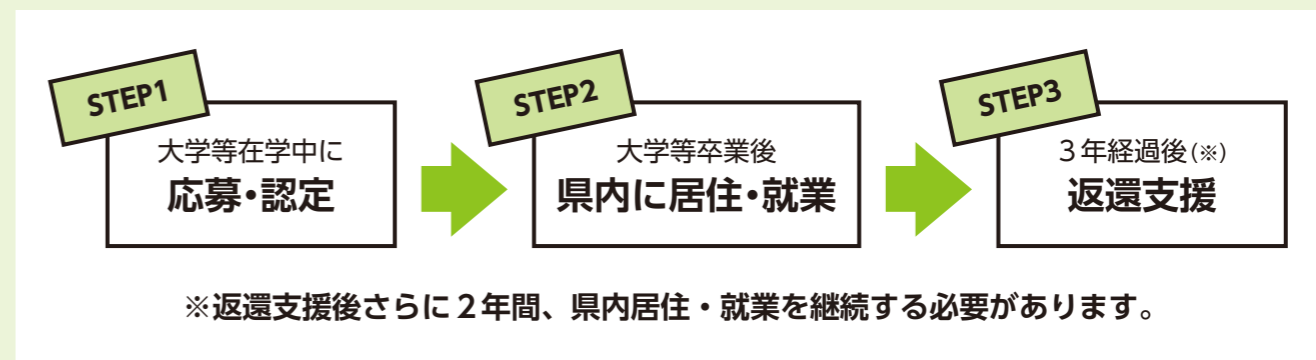 STEP1
大学等在学中に
応募・認定
STEP2
大学等卒業後
県内に居住・就業
STEP3
３年経過後(※)
返還支援
※返還支援後さらに２年間、県内居住・就業を継続する必要があります。